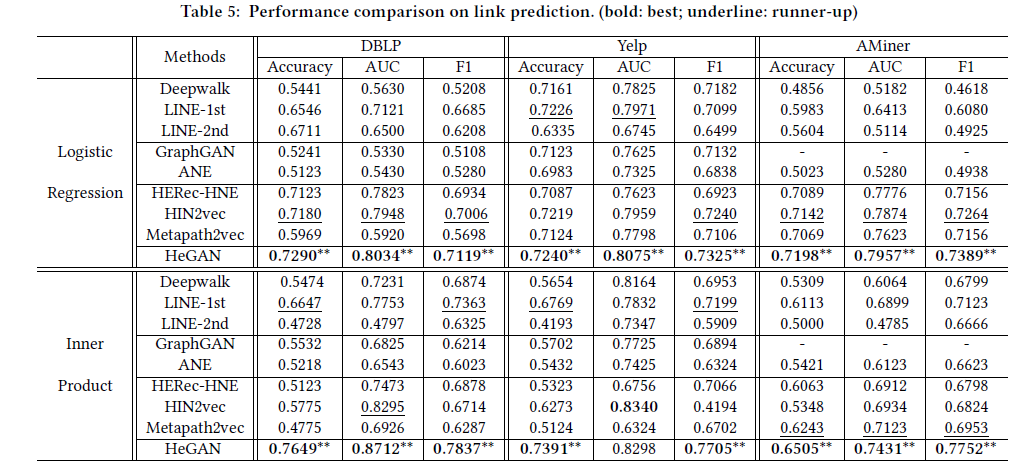 Table 5: Performance comparison on link prediction. (bold: best; underline: runner-up)
Methods DBLP Yelp AMiner
Accuracy AUC F1 Accuracy AUC F1 Accuracy AUC F1
Logistic Regression
Deepwalk 0.5441 0.5630 0.5208 0.7161 0.7825 0.7182 0.4856 0.5182 0.4618
LINE-1st 0.6546 0.7121 0.6685 0.7226 0.7971 0.7099 0.5983 0.6413 0.6080
LINE-2nd 0.6711 0.6500 0.6208 0.6335 0.6745 0.6499 0.5604 0.5114 0.4925
GraphGAN 0.5241 0.5330 0.5108 0.7123 0.7625 0.7132 - - -
ANE 0.5123 0.5430 0.5280 0.6983 0.7325 0.6838 0.5023 0.5280 0.4938
HERec-HNE 0.7123 0.7823 0.6934 0.7087 0.7623 0.6923 0.7089 0.7776 0.7156
HIN2vec 0.7180 0.7948 0.7006 0.7219 0.7959 0.7240 0.7142 0.7874 0.7264
Metapath2vec 0.5969 0.5920 0.5698 0.7124 0.7798 0.7106 0.7069 0.7623 0.7156
HeGAN 0.7290** 0.8034** 0.7119** 0.7240** 0.8075** 0.7325** 0.7198** 0.7957** 0.7389**
Inner Product
Deepwalk 0.5474 0.7231 0.6874 0.5654 0.8164 0.6953 0.5309 0.6064 0.6799
LINE-1st 0.6647 0.7753 0.7363 0.6769 0.7832 0.7199 0.6113 0.6899 0.7123
LINE-2nd 0.4728 0.4797 0.6325 0.4193 0.7347 0.5909 0.5000 0.4785 0.6666
GraphGAN 0.5532 0.6825 0.6214 0.5702 0.7725 0.6894 - - -
ANE 0.5218 0.6543 0.6023 0.5432 0.7425 0.6324 0.5421 0.6123 0.6623
HERec-HNE 0.5123 0.7473 0.6878 0.5323 0.6756 0.7066 0.6063 0.6912 0.6798
HIN2vec 0.5775 0.8295 0.6714 0.6273 0.8340 0.4194 0.5348 0.6934 0.6824
Metapath2vec 0.4775 0.6926 0.6287 0.5124 0.6324 0.6702 0.6243 0.7123 0.6953
HeGAN 0.7649** 0.8712** 0.7837** 0.7391** 0.8298 0.7705** 0.6505** 0.7431** 0.7752**